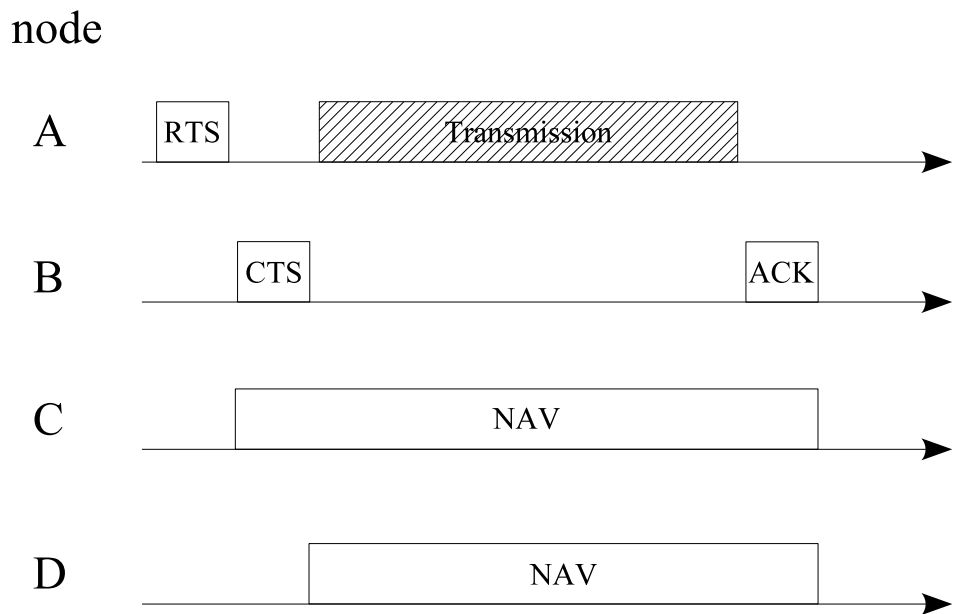 node
A
RTS
Transmission
B
CTS
ACK
C
NAV
D
NAV